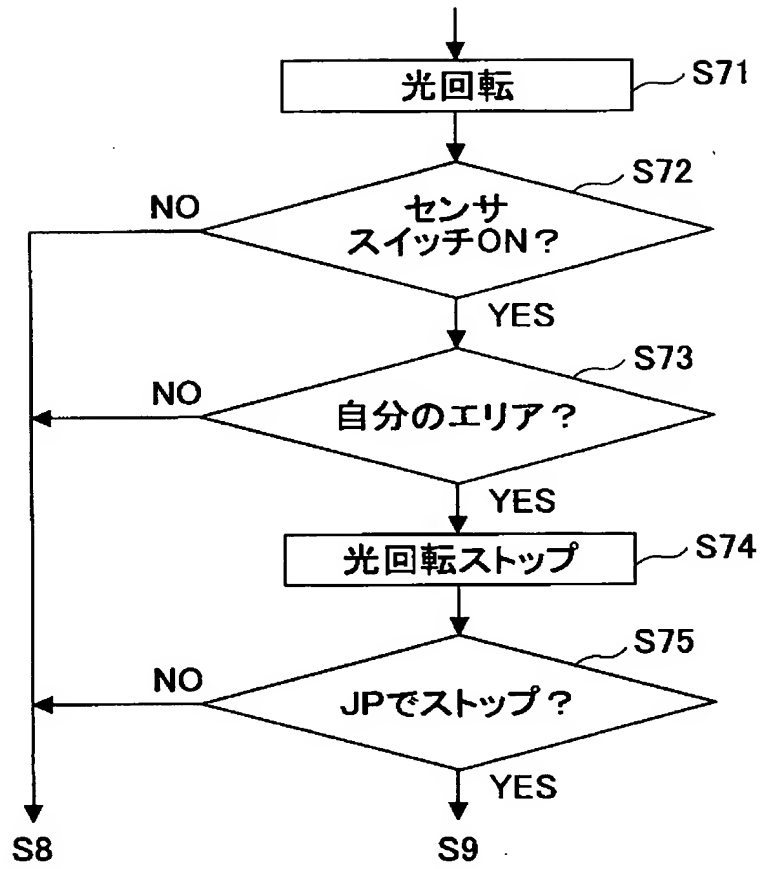 光回転
S71
センサ
スイッチON？
S72
NO
YES
自分のエリア？
S73
NO
YES
光回転ストップ
S74
JPでストップ？
S75
NO
YES
S8
S9